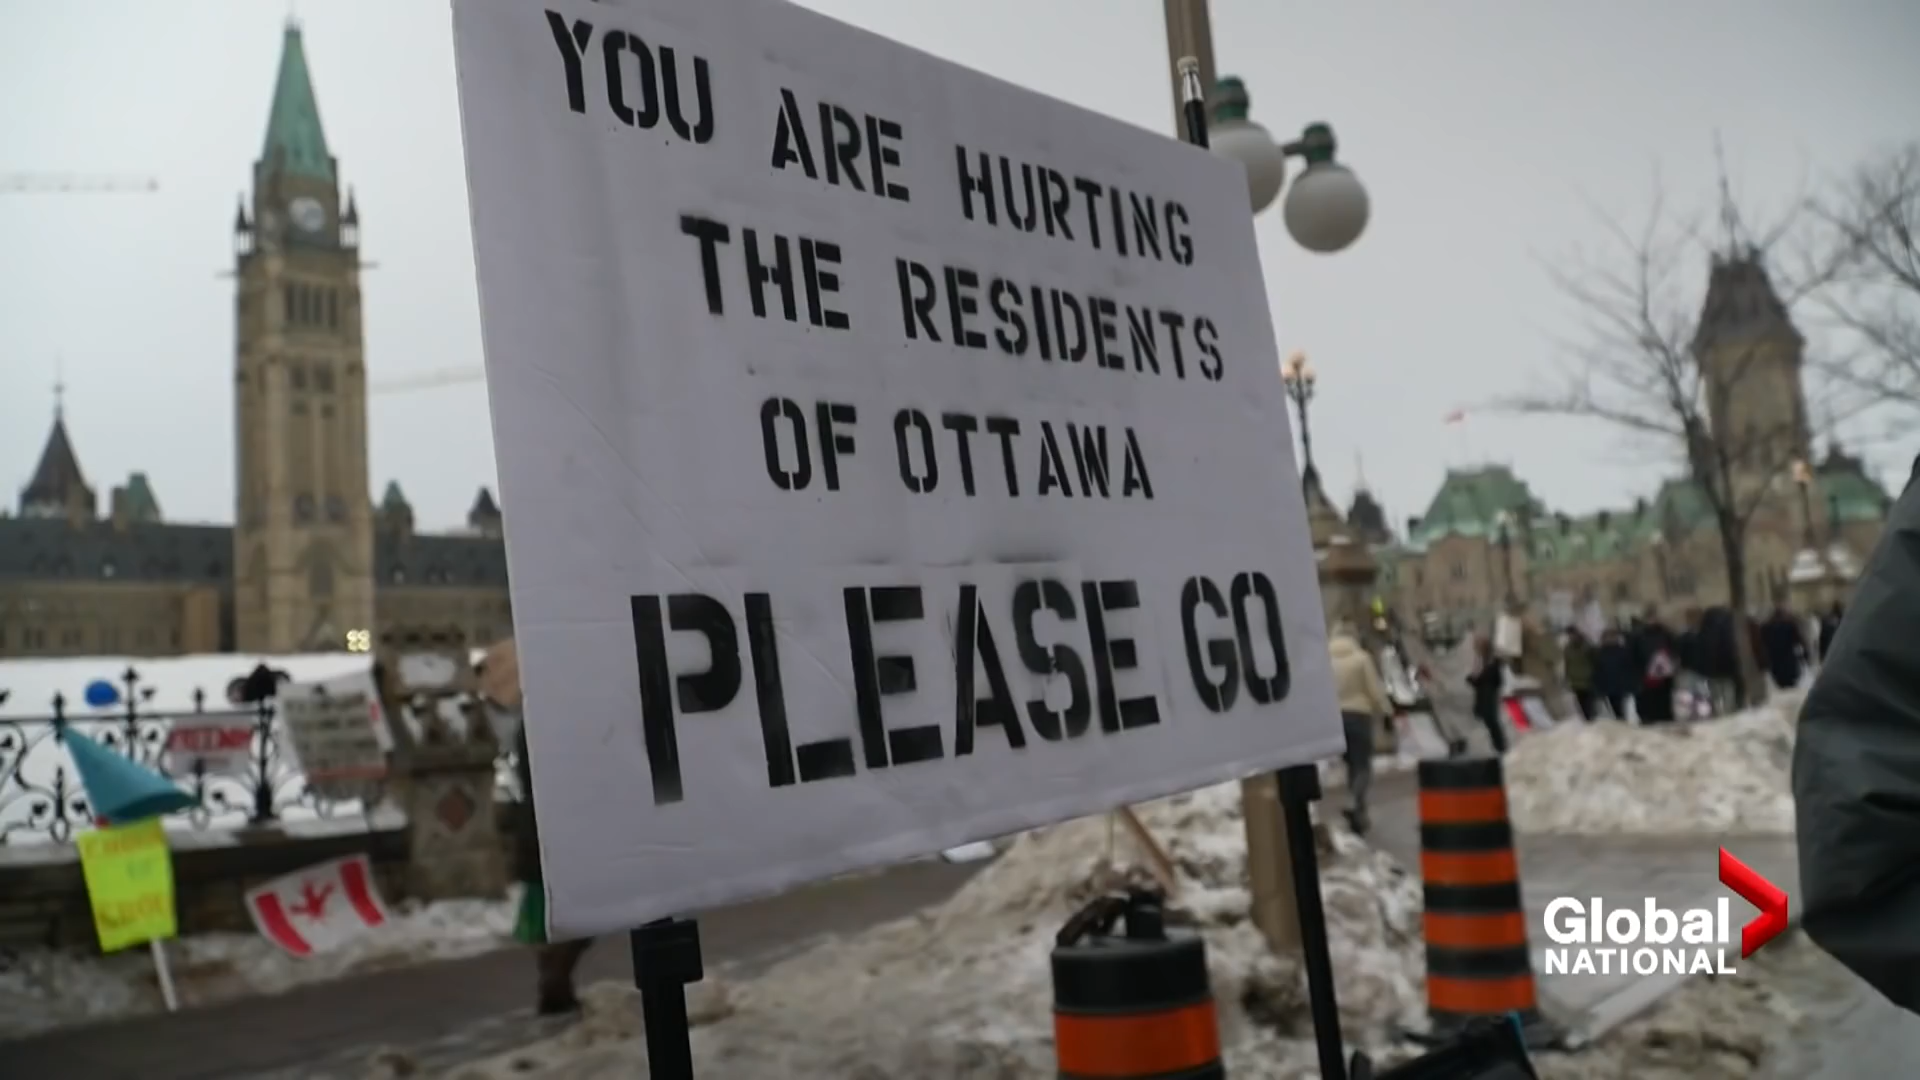 YOU ARE HURTING
THE RESIDENTS
OF OTTAWA
PLEASE GO
Global
NATIONAL